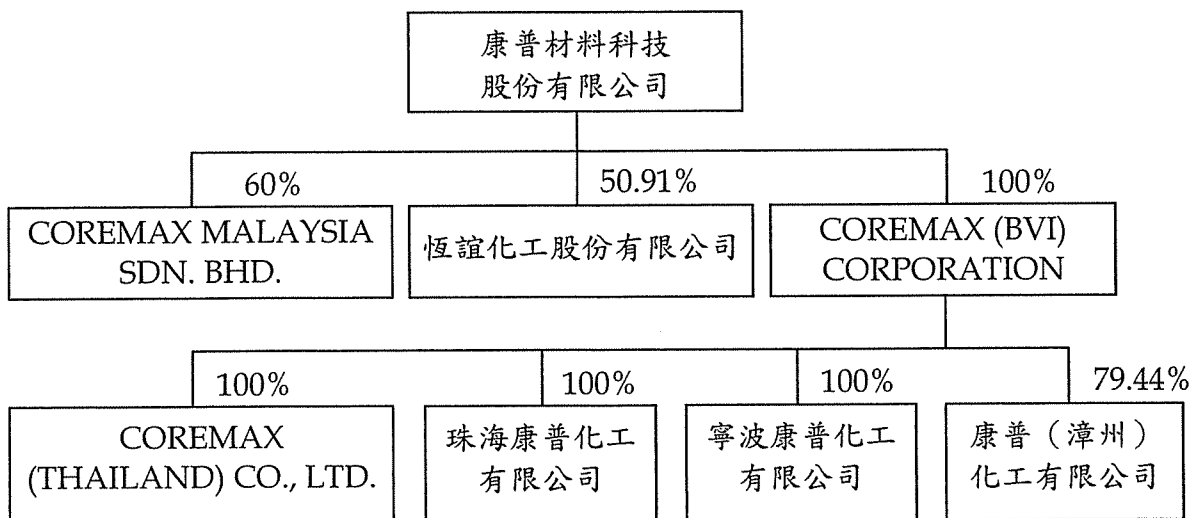 康普材料科技
股份有限公司
60%
50.91%
100%
COREMAX MALAYSIA
SDN. BHD.
恆誼化工股份有限公司
COREMAX (BVI)
CORPORATION
100%
100%
100%
79.44%
COREMAX
(THAILAND) CO., LTD.
珠海康普化工
有限公司
寧波康普化工
有限公司
康普（漳州）
化工有限公司